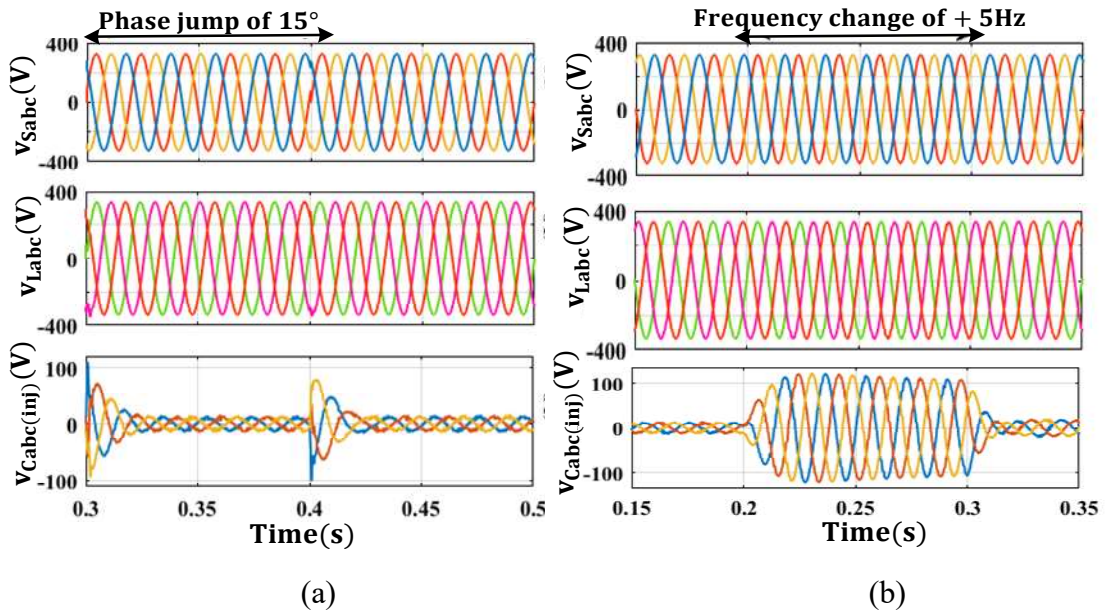 Phase jump of 15°
400
0
-400
v_Sabc(V)
400
0
-400
v_Labc(V)
100
0
-100
v_Cabc(inj)(V)
0.3 0.35 0.4 0.45 0.5
Time(s)
(a)
Frequency change of + 5Hz
400
0
-400
v_Sabc(V)
400
0
-400
v_Labc(V)
100
0
-100
v_Cabc(inj)(V)
0.15 0.2 0.25 0.3 0.35
Time(s)
(b)